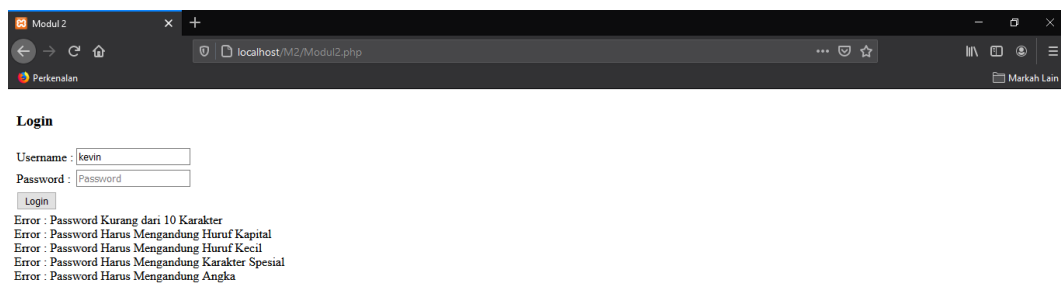 Modul 2
localhost/M2/Modul2.php
Perkenalan
Markah Lain
Login
Username : kevin
Password : Password
Login
Error : Password Kurang dari 10 Karakter
Error : Password Harus Mengandung Huruf Kapital
Error : Password Harus Mengandung Huruf Kecil
Error : Password Harus Mengandung Karakter Spesial
Error : Password Harus Mengandung Angka